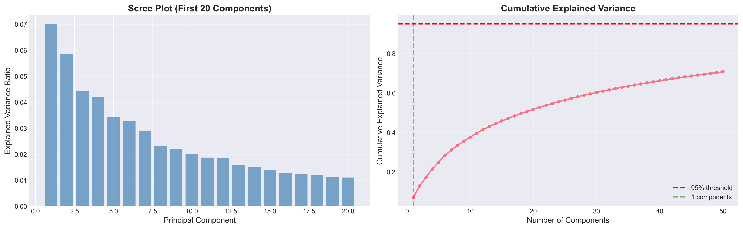 Scree Plot (First 20 Components)
Explained Variance Ratio
0.07
0.06
0.05
0.04
0.03
0.02
0.01
0.00
0.0 2.5 5.0 7.5 10.0 12.5 15.0 17.5 20.0
Principal Component
Cumulative Explained Variance
Cumulative Explained Variance
0.8
0.6
0.4
0.2
0 10 20 30 40 50
Number of Components
95% threshold
1 components